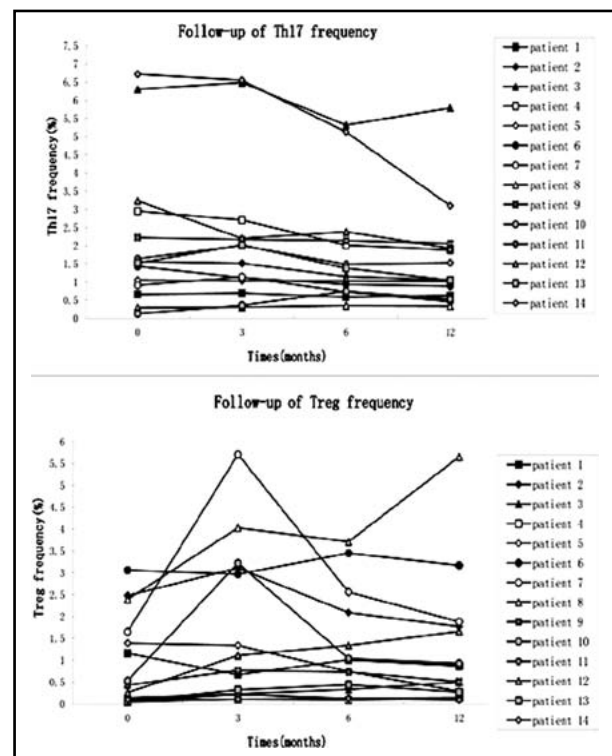 Follow-up of Th17 frequency
7.5
7
6.5
6
5.5
5
4.5
4
3.5
3
2.5
2
1.5
1
0.5
0
Th17 frequency(%)
0 3 6 12
Times(months)
patient 1
patient 2
patient 3
patient 4
patient 5
patient 6
patient 7
patient 8
patient 9
patient 10
patient 11
patient 12
patient 13
patient 14
Follow-up of Treg frequency
6
5.5
5
4.5
4
3.5
3
2.5
2
1.5
1
0.5
0
Treg frequency(%)
0 3 6 12
Times(months)
patient 1
patient 2
patient 3
patient 4
patient 5
patient 6
patient 7
patient 8
patient 9
patient 10
patient 11
patient 12
patient 13
patient 14